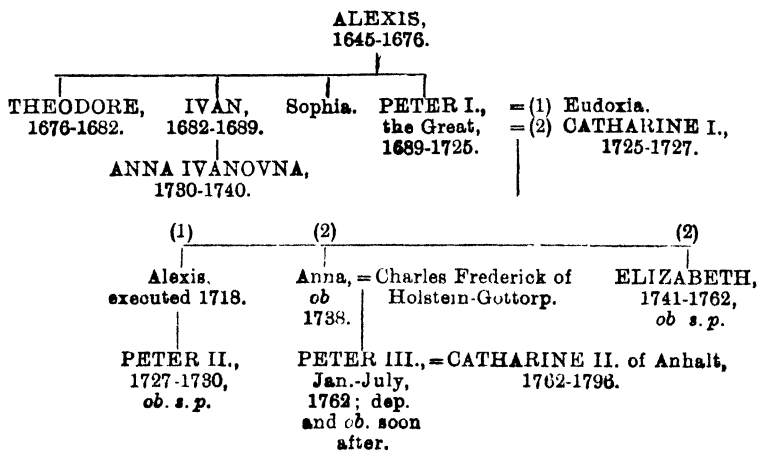 ALEXIS,
1645-1676.
THEODORE, IVAN, Sophia. PETER I., = (1) Eudoxia.
1676-1682. 1682-1689. the Great, = (2) CATHARINE I.,
1689-1725. 1725-1727.
ANNA IVANOVNA,
1730-1740.
(1) (2) (2)
Alexis, Anna, = Charles Frederick of ELIZABETH,
executed 1718. ob Holstein-Gottorp. 1741-1762,
1738. ob s. p.
PETER II., PETER III., = CATHARINE II. of Anhalt,
1727-1730, Jan.-July, 1762-1796.
ob. s. p. 1762; dep.
and ob. soon
after.